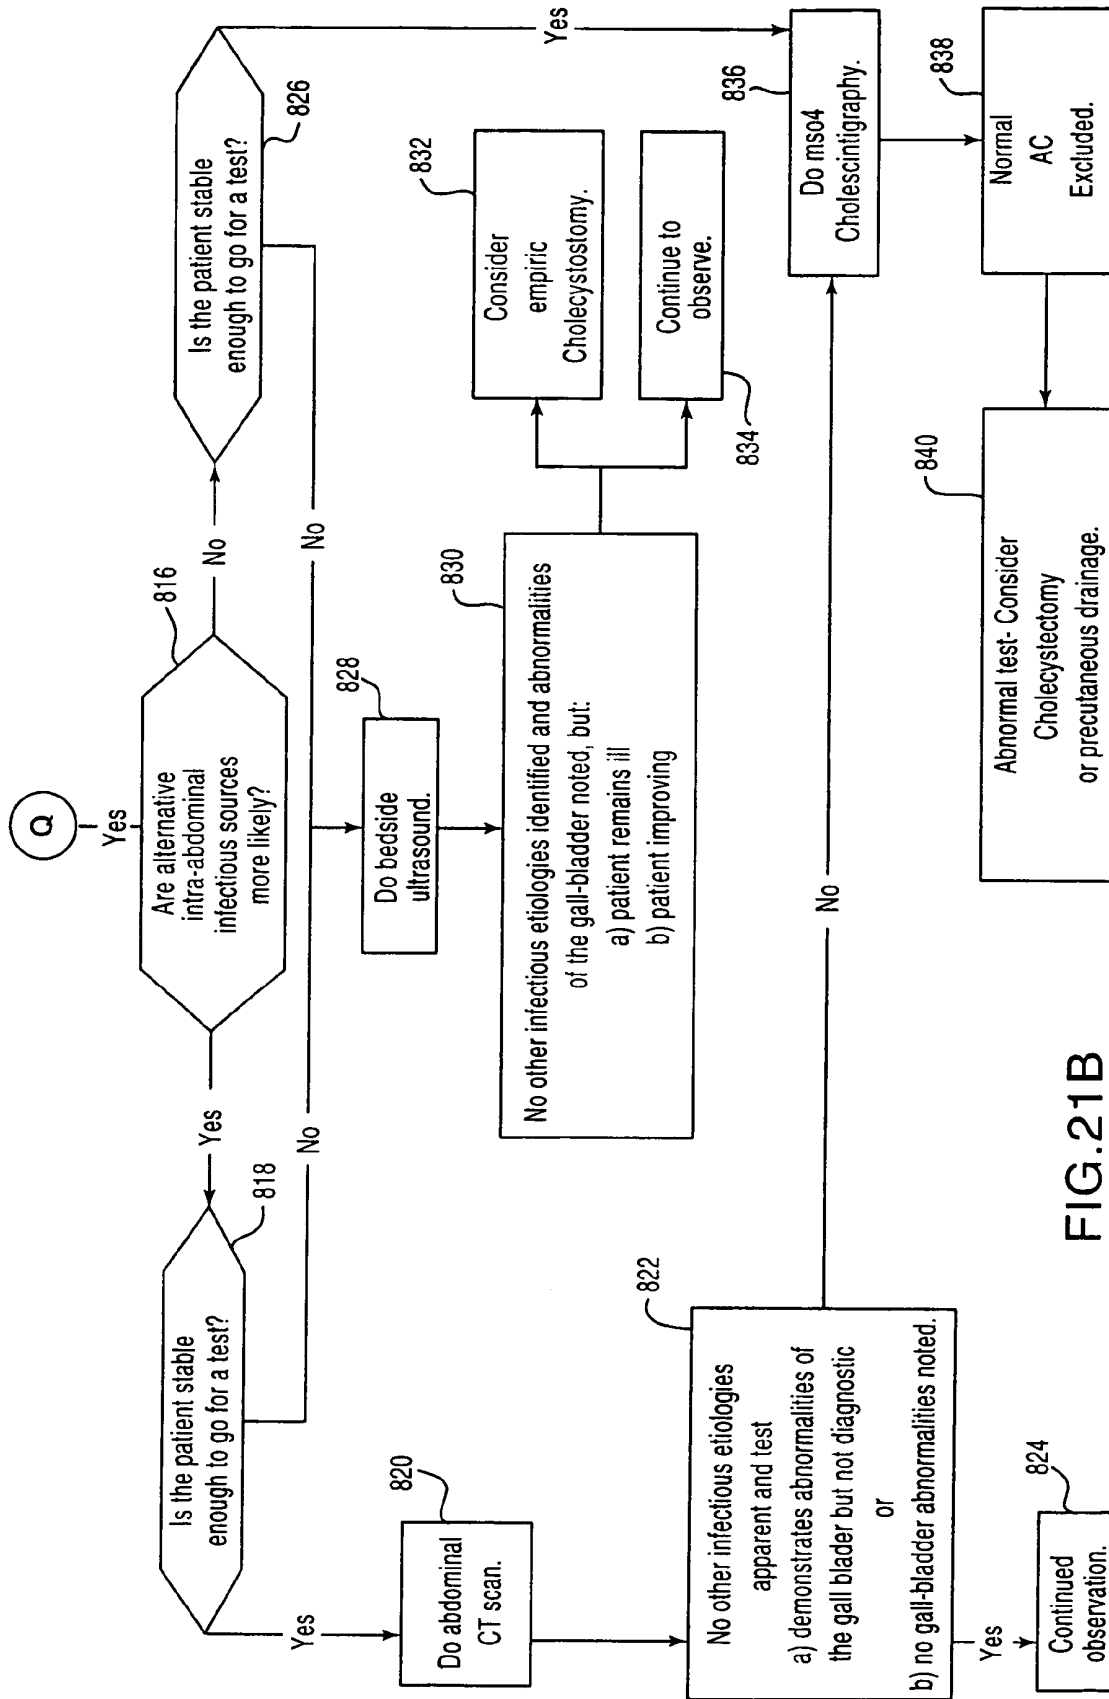 Q
Yes
Are alternative
intra-abdominal
infectious sources
more likely?
816
Yes
No
Is the patient stable
enough to go for a test?
818
Is the patient stable
enough to go for a test?
826
No
No
Yes
Yes
Do abdominal
CT scan.
820
Do bedside
ultrasound.
828
No other infectious etiologies identified and abnormalities
of the gall-bladder noted, but:
a) patient remains ill
b) patient improving
830
Consider
empiric
Cholecystostomy.
832
Continue to
observe.
834
No other infectious etiologies
apparent and test
a) demonstrates abnormalities of
the gall blader but not diagnostic
or
b) no gall-bladder abnormalities noted.
822
No
Do mso4
Cholescintigraphy.
836
Yes
Continued
observation.
824
Abnormal test- Consider
Cholecystectomy
or precutaneous drainage.
840
Normal
AC
Excluded.
838
FIG.21B